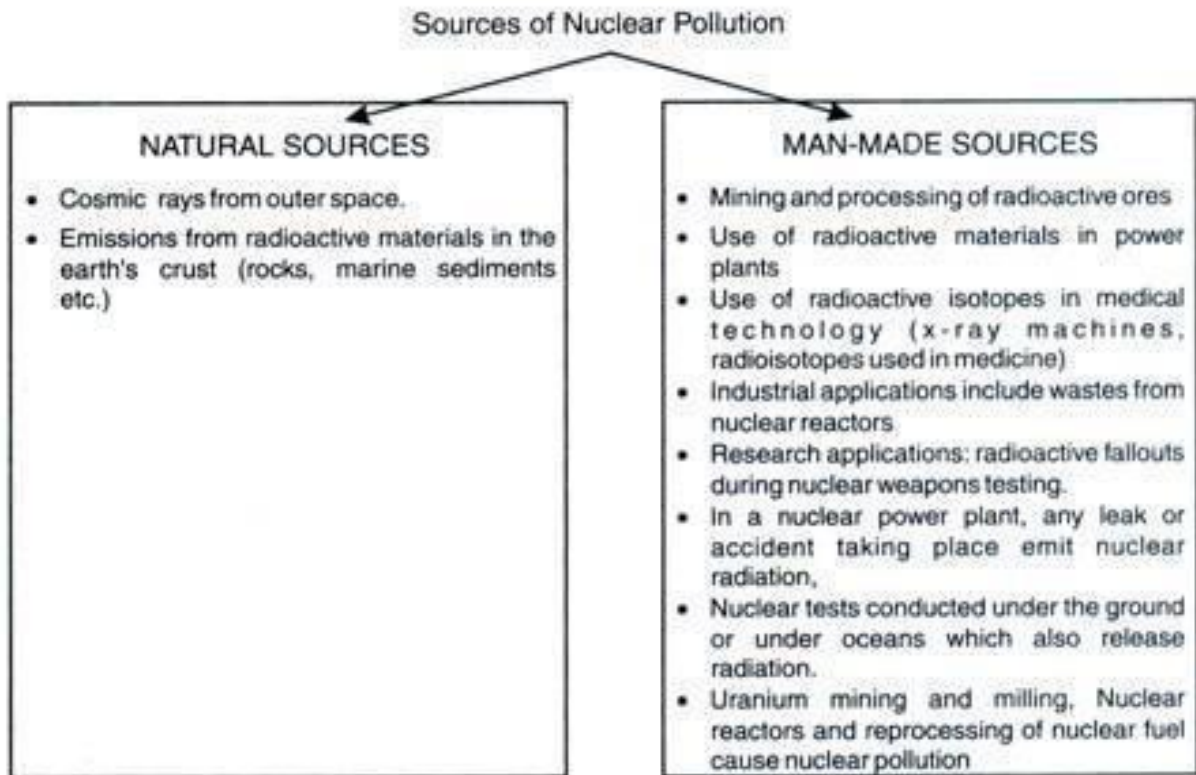 Sources of Nuclear Pollution
NATURAL SOURCES
• Cosmic rays from outer space.
• Emissions from radioactive materials in the
earth's crust (rocks, marine sediments
etc.)
MAN-MADE SOURCES
• Mining and processing of radioactive ores
• Use of radioactive materials in power
plants
• Use of radioactive isotopes in medical
technology (x-ray machines,
radioisotopes used in medicine)
• Industrial applications include wastes from
nuclear reactors
• Research applications: radioactive fallouts
during nuclear weapons testing.
• In a nuclear power plant, any leak or
accident taking place emit nuclear
radiation,
• Nuclear tests conducted under the ground
or under oceans which also release
radiation.
• Uranium mining and milling, Nuclear
reactors and reprocessing of nuclear fuel
cause nuclear pollution